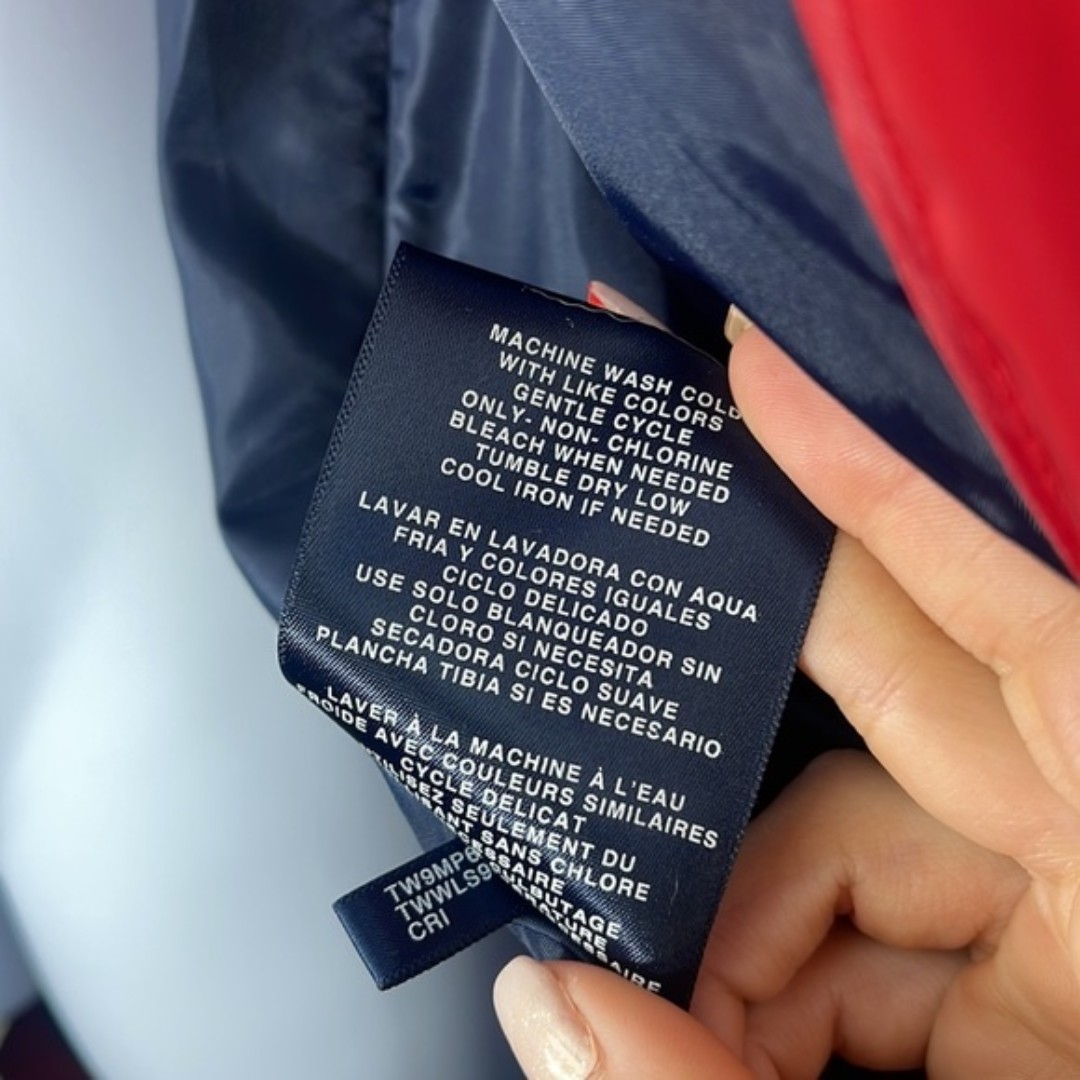 MACHINE WASH COLD
WITH LIKE COLORS
GENTLE CYCLE
ONLY- NON- CHLORINE
BLEACH WHEN NEEDED
TUMBLE DRY LOW
COOL IRON IF NEEDED
LAVAR EN LAVADORA CON AQUA
FRIA Y COLORES IGUALES
CICLO DELICADO
USE SOLO BLANQUEADOR SIN
CLORO SI NECESITA
SECADORA CICLO SUAVE
PLANCHA TIBIA SI ES NECESARIO
LAVER À LA MACHINE À L'EAU
FROIDE AVEC COULEURS SIMILAIRES
CYCLE DELICAT
SEULEMENT DU
SANS CHLORE
CRI